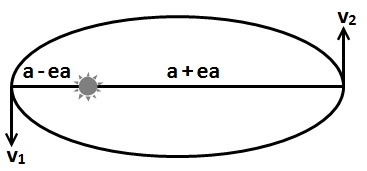 v₂
a - ea
a + ea
v₁